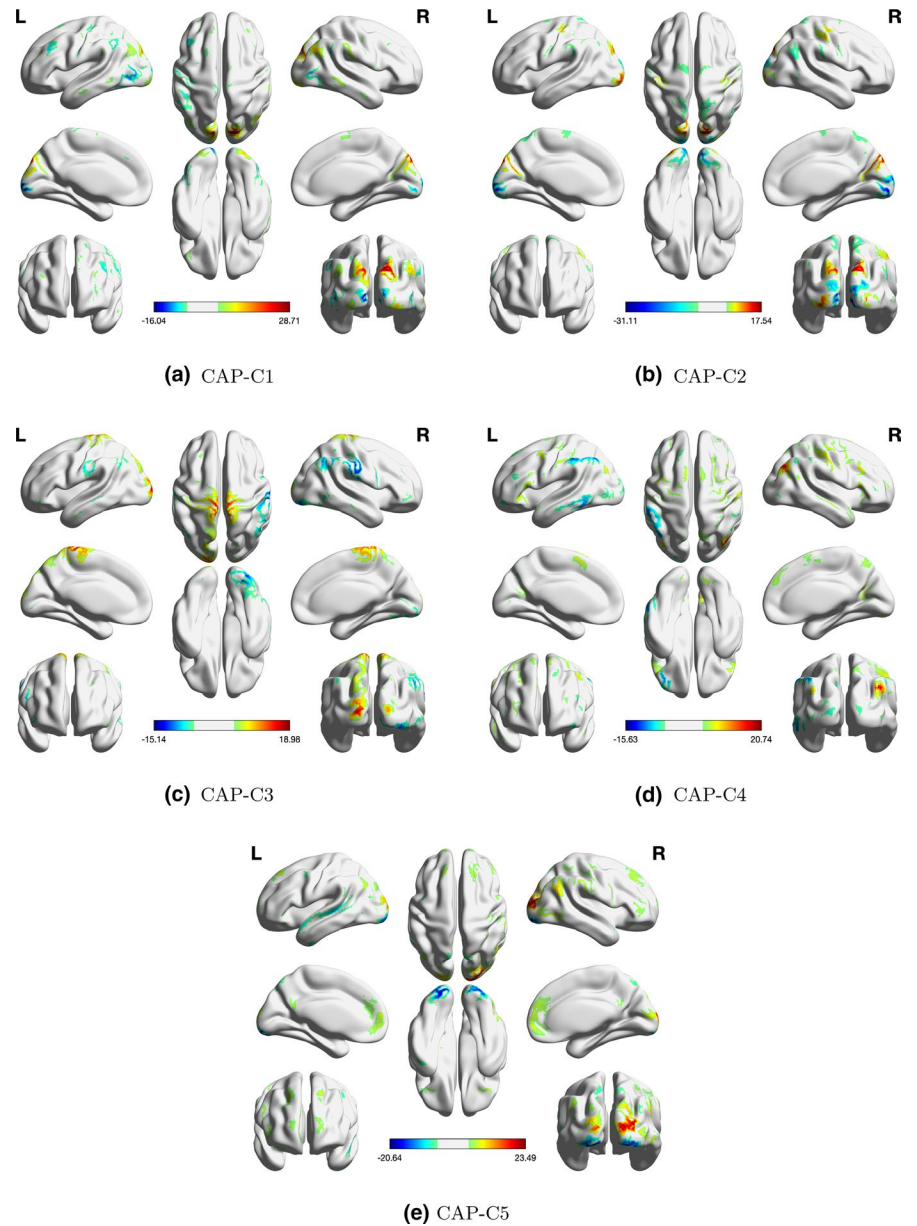 L R
-16.04 28.71
(a) CAP-C1
L R
-31.11 17.54
(b) CAP-C2
L R
-15.14 18.98
(c) CAP-C3
L R
-15.63 20.74
(d) CAP-C4
L R
-20.64 23.49
(e) CAP-C5